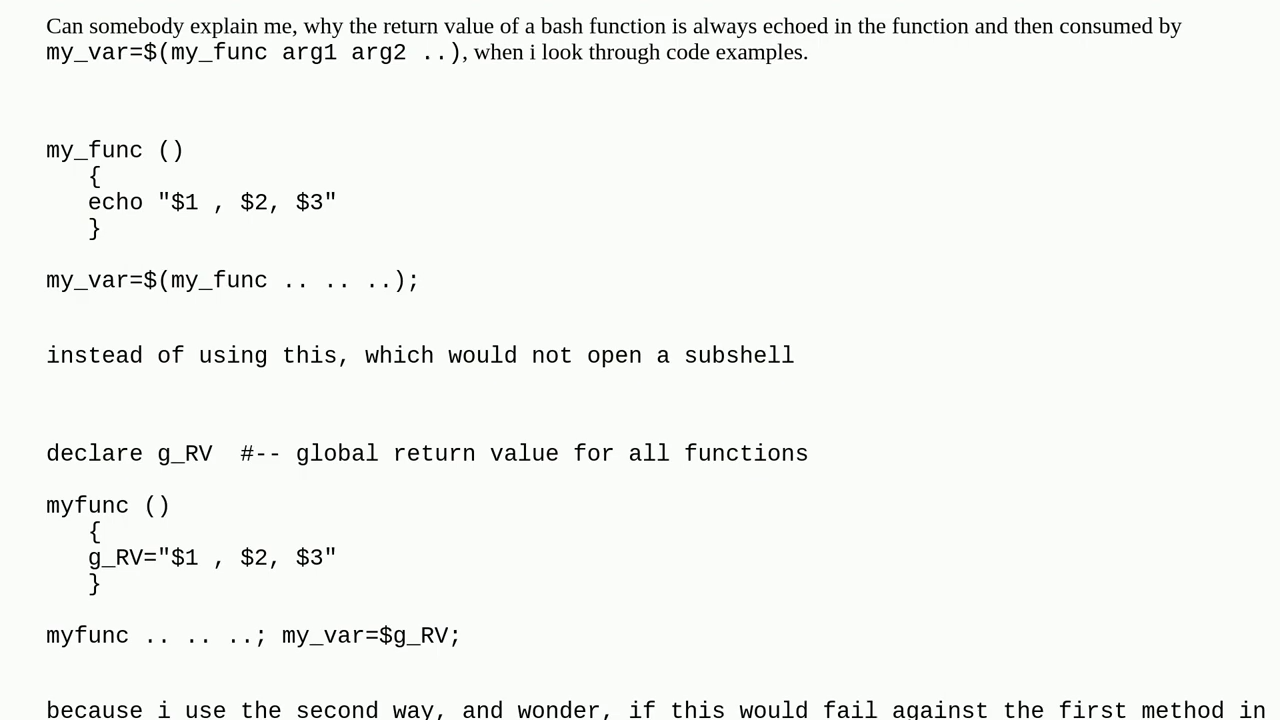 Can somebody explain me, why the return value of a bash function is always echoed in the function and then consumed by
my_var=$(my_func arg1 arg2 ..), when i look through code examples.
my_func ()
   {
   echo "$1 , $2, $3"
   }
my_var=$(my_func .. .. ..);
instead of using this, which would not open a subshell
declare g_RV  #-- global return value for all functions
myfunc ()
   {
   g_RV="$1 , $2, $3"
   }
myfunc .. .. ..; my_var=$g_RV;
because i use the second way, and wonder, if this would fail against the first method in